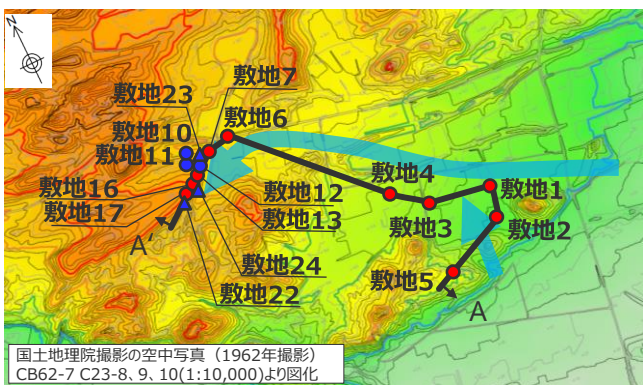 N
敷地7
敷地23
敷地6
敷地10
敷地11
敷地4
敷地1
敷地16
敷地12
敷地3
敷地2
敷地17
敷地13
A'
敷地24
敷地5
敷地22
A
国土地理院撮影の空中写真（1962年撮影）
CB62-7 C23-8、9、10(1:10,000)より図化